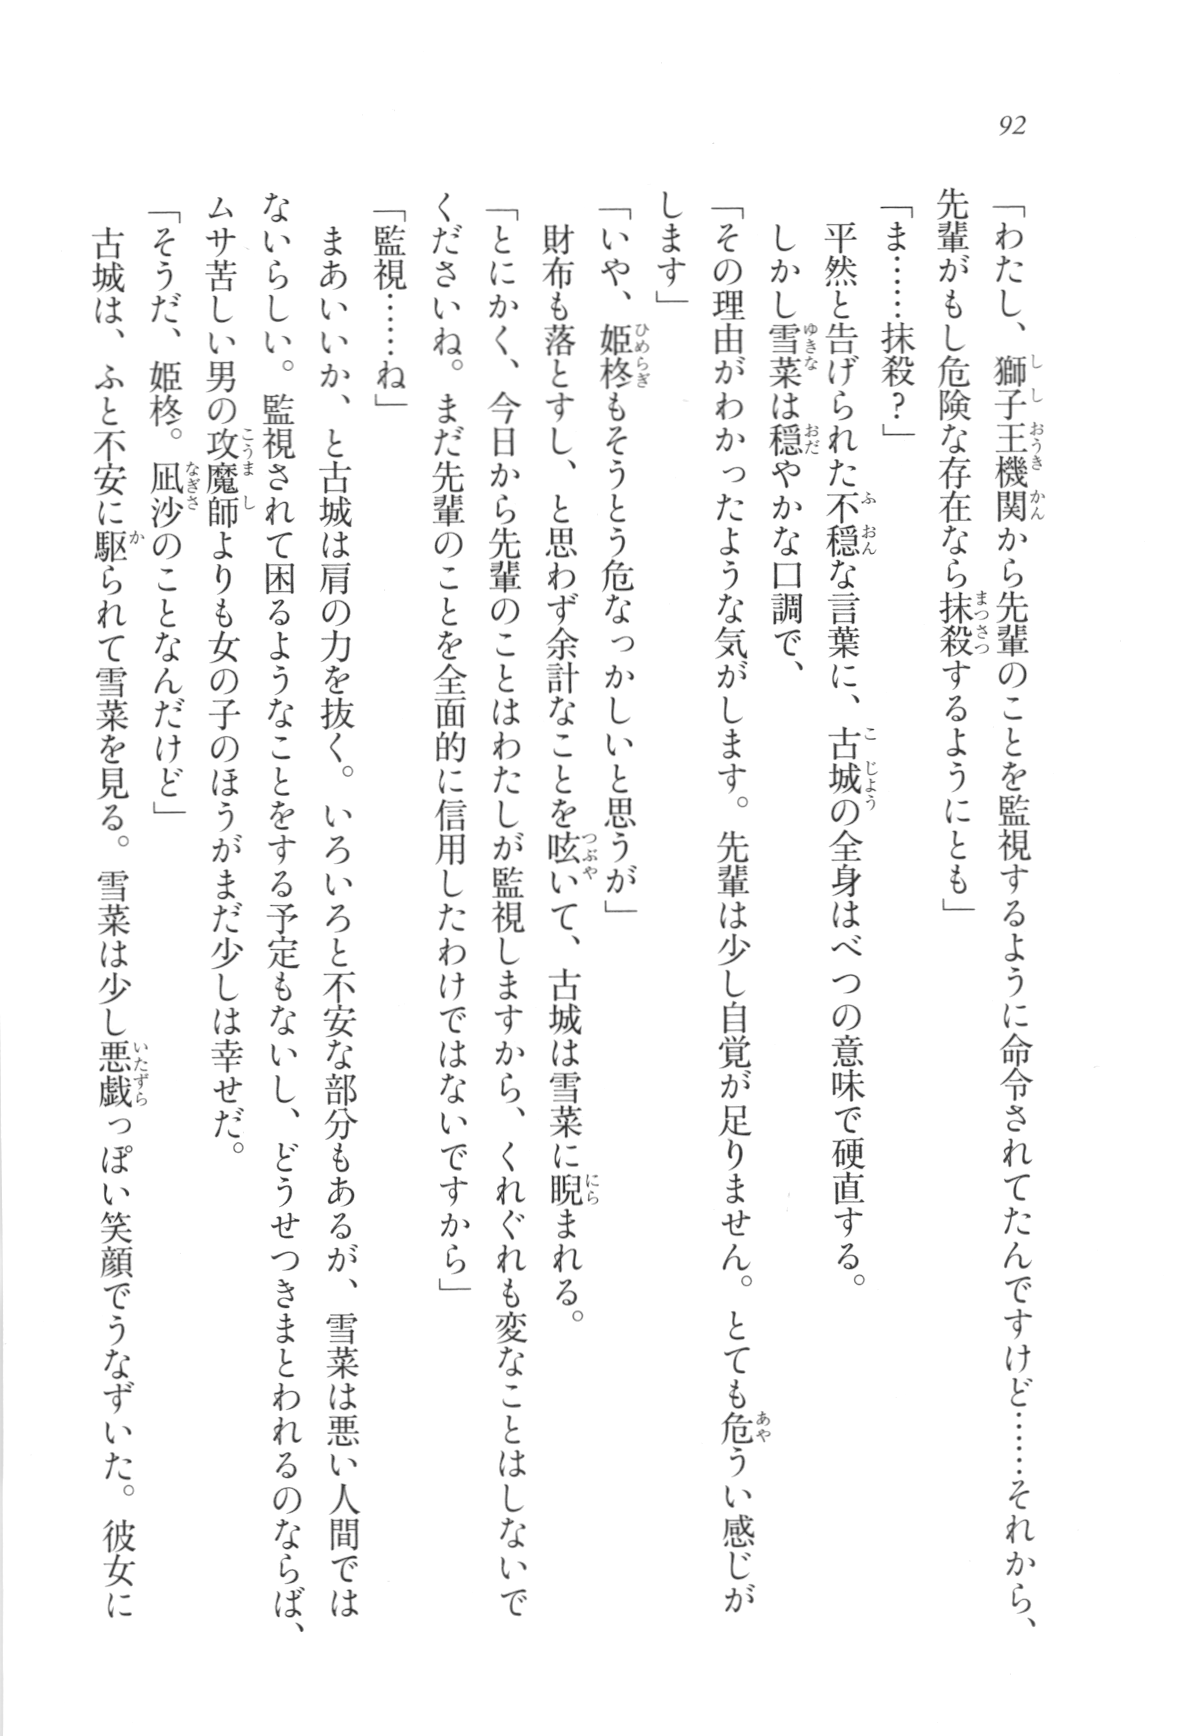 92
「わたし、獅子王機関から先輩のことを監視するように命令されてたんですけど……それから、
先輩がもし危険な存在なら抹殺するようにとも」
「ま……抹殺？」
　平然と告げられた不穏な言葉に、古城の全身はべつの意味で硬直する。
　しかし雪菜は穏やかな口調で、
「その理由がわかったような気がします。先輩は少し自覚が足りません。とても危うい感じが
します」
「いや、姫柊もそうとう危なっかしいと思うが」
　財布も落とすし、と思わず余計なことを呟いて、古城は雪菜に睨まれる。
「とにかく、今日から先輩のことはわたしが監視しますから、くれぐれも変なことはしないで
くださいね。まだ先輩のことを全面的に信用したわけではないですから」
「監視……ね」
　まあいいか、と古城は肩の力を抜く。いろいろと不安な部分もあるが、雪菜は悪い人間では
ないらしい。監視されて困るようなことをする予定もないし、どうせつきまとわれるのならば、
ムサ苦しい男の攻魔師よりも女の子のほうがまだ少しは幸せだ。
「そうだ、姫柊。凪沙のことなんだけど」
　古城は、ふと不安に駆られて雪菜を見る。雪菜は少し悪戯っぽい笑顔でうなずいた。彼女に